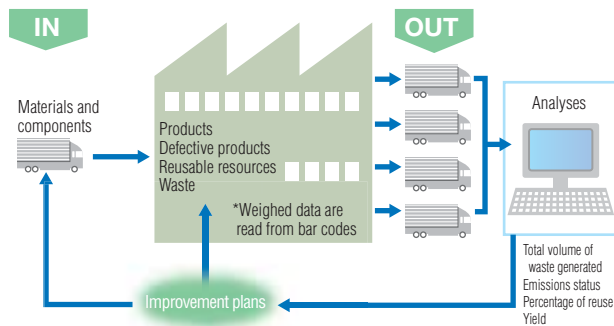 IN
OUT
Materials and
components
Products
Defective products
Reusable resources
Waste
*Weighed data are
read from bar codes
Analyses
Total volume of
waste generated
Emissions status
Percentage of reuse
Yield
Improvement plans